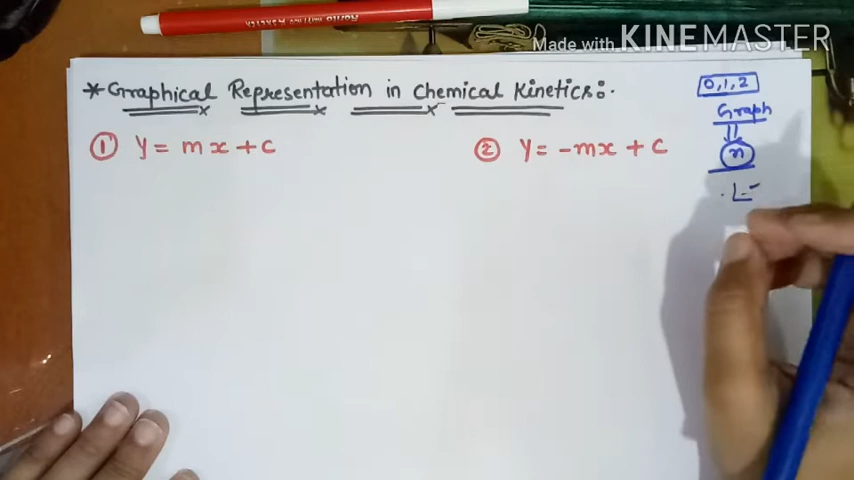 Made with KINEMASTER
* Graphical Representation in Chemical Kinetics:.
0,1,2
Graph
n
① y = mx + c
② y = -mx + c